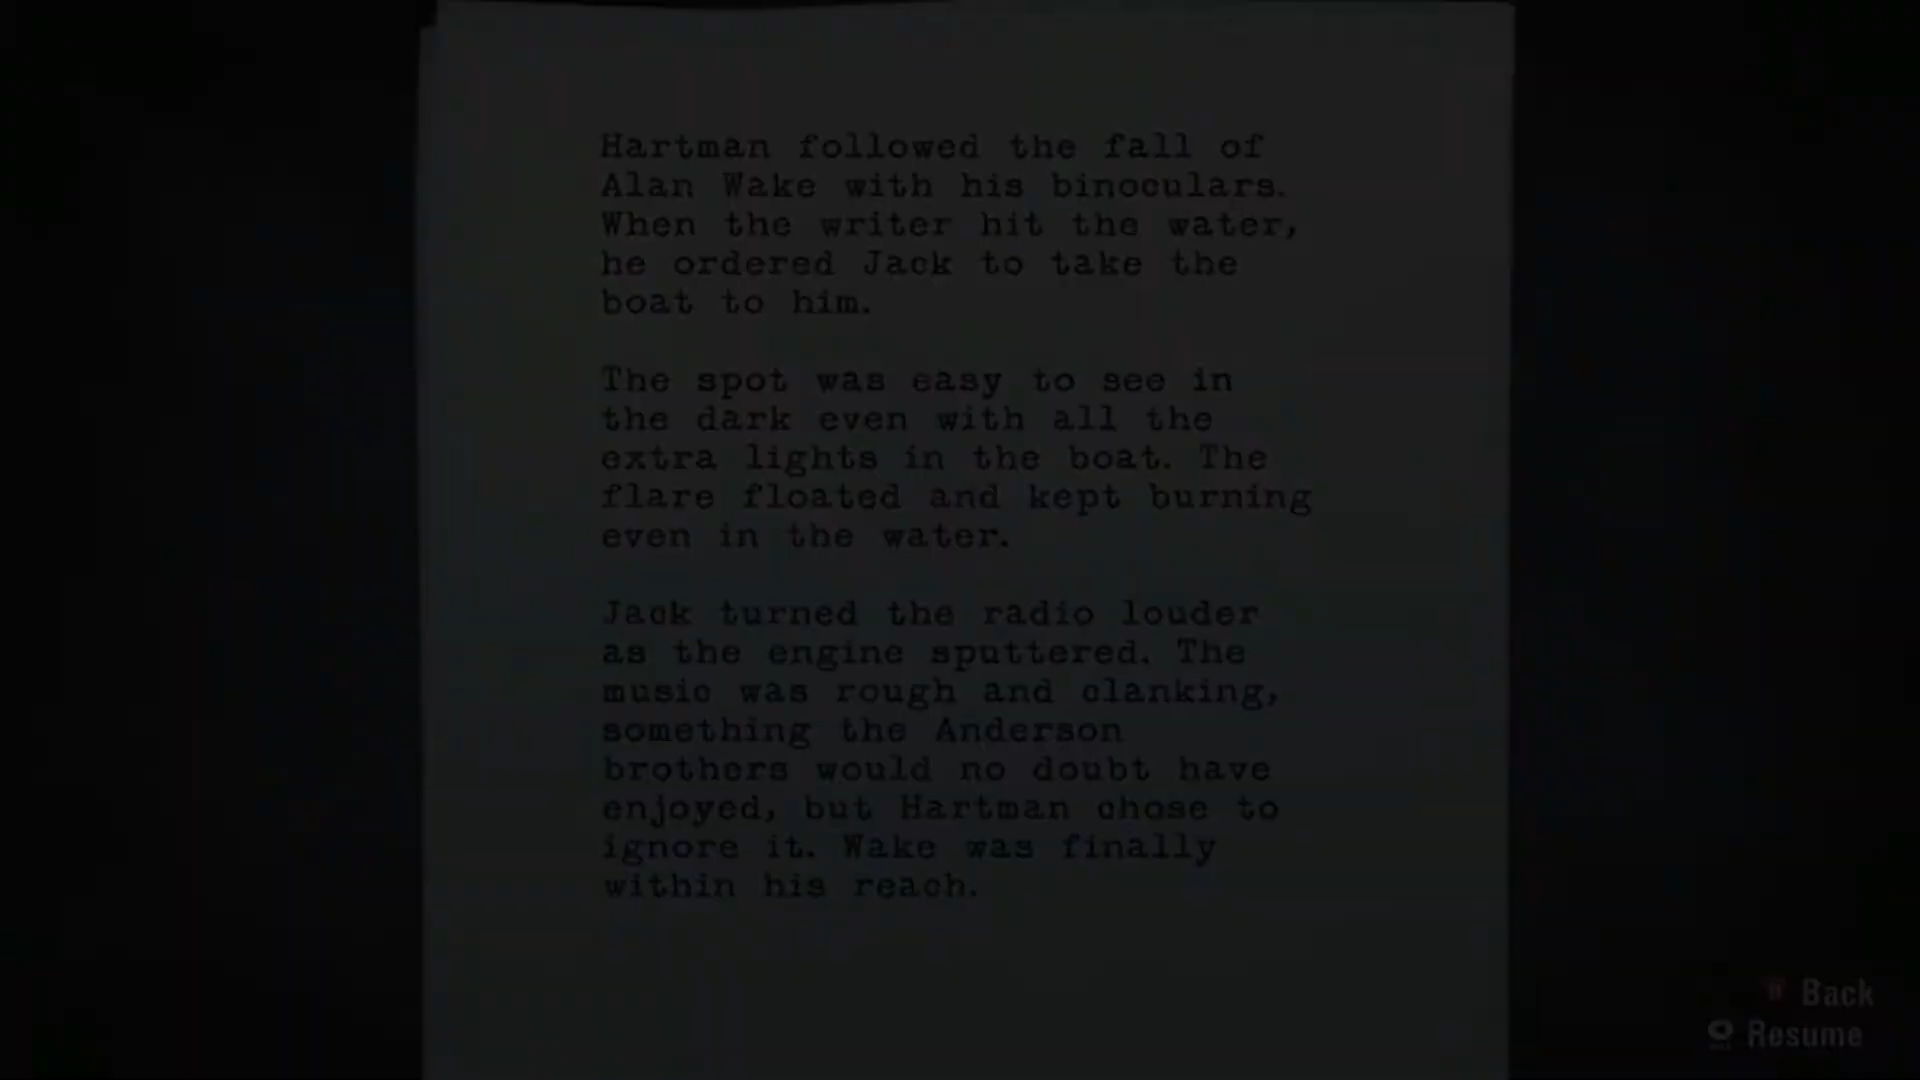 Hartman followed the fall of
Alan Wake with his binoculars.
When the writer hit the water,
he ordered Jack to take the
boat to him.
The spot was easy to see in
the dark even with all the
extra lights in the boat. The
flare floated and kept burning
even in the water.
Jack turned the radio louder
as the engine sputtered. The
music was rough and clanking,
something the Anderson
brothers would no doubt have
enjoyed, but Hartman chose to
ignore it. Wake was finally
within his reach.
Back
Resume